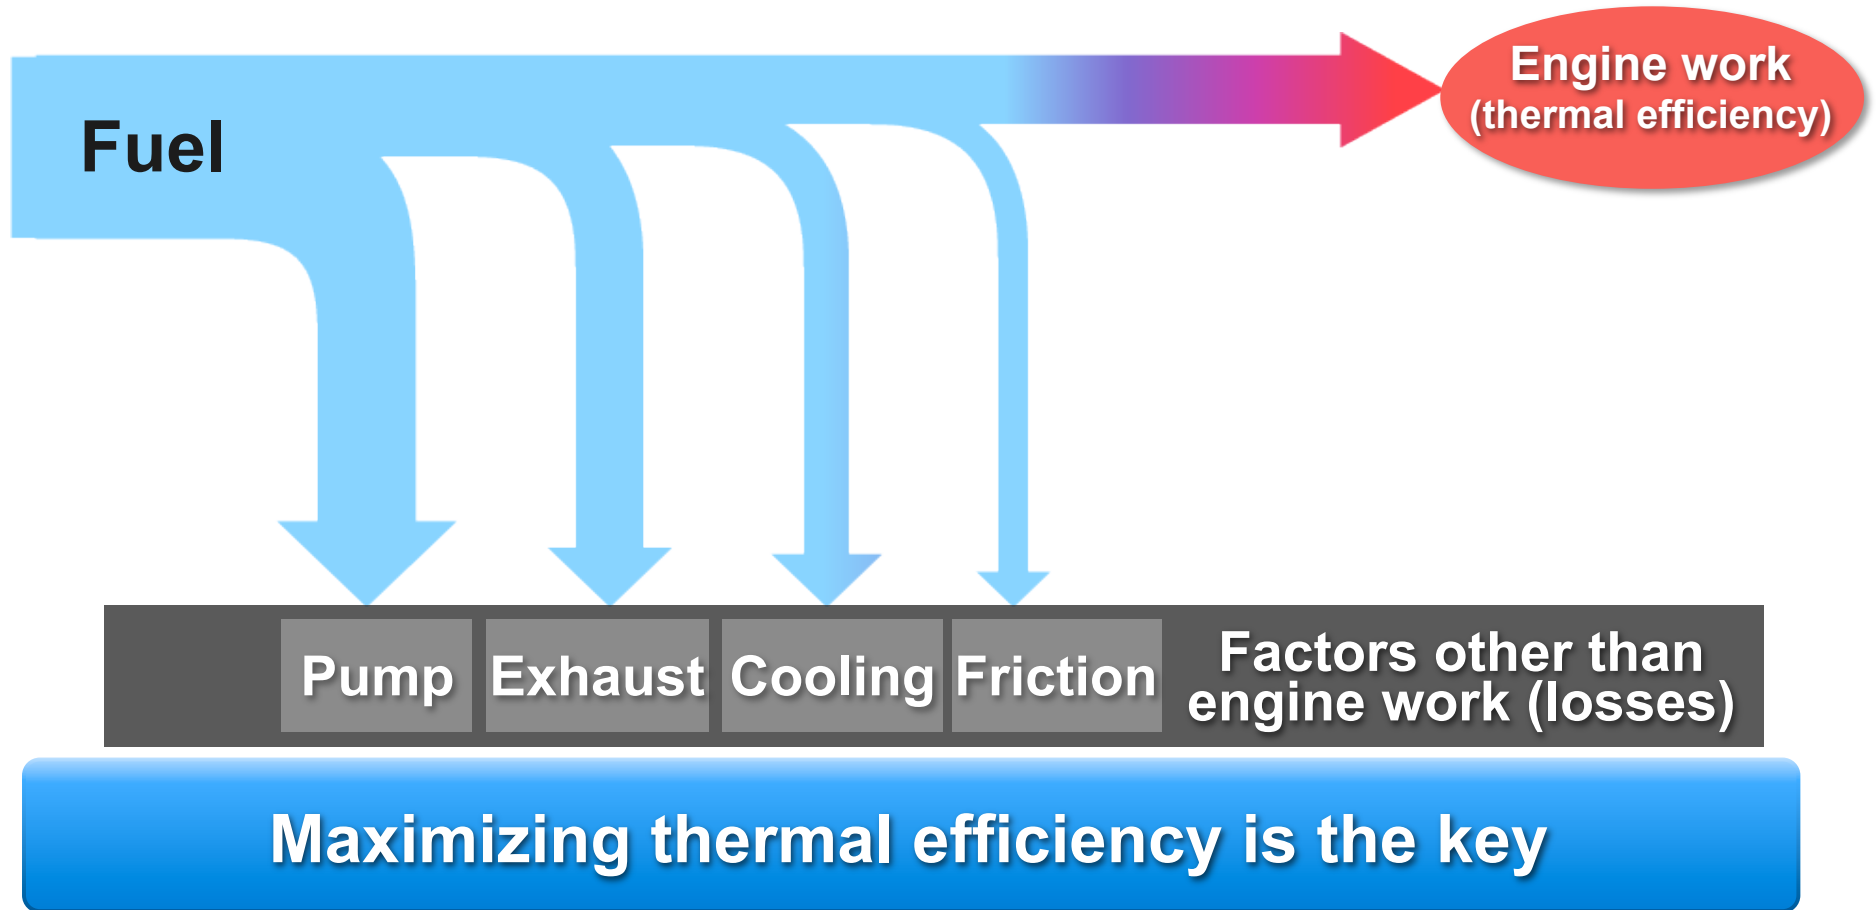 Engine work
(thermal efficiency)
Fuel
Pump
Exhaust
Cooling
Friction
Factors other than
engine work (losses)
Maximizing thermal efficiency is the key